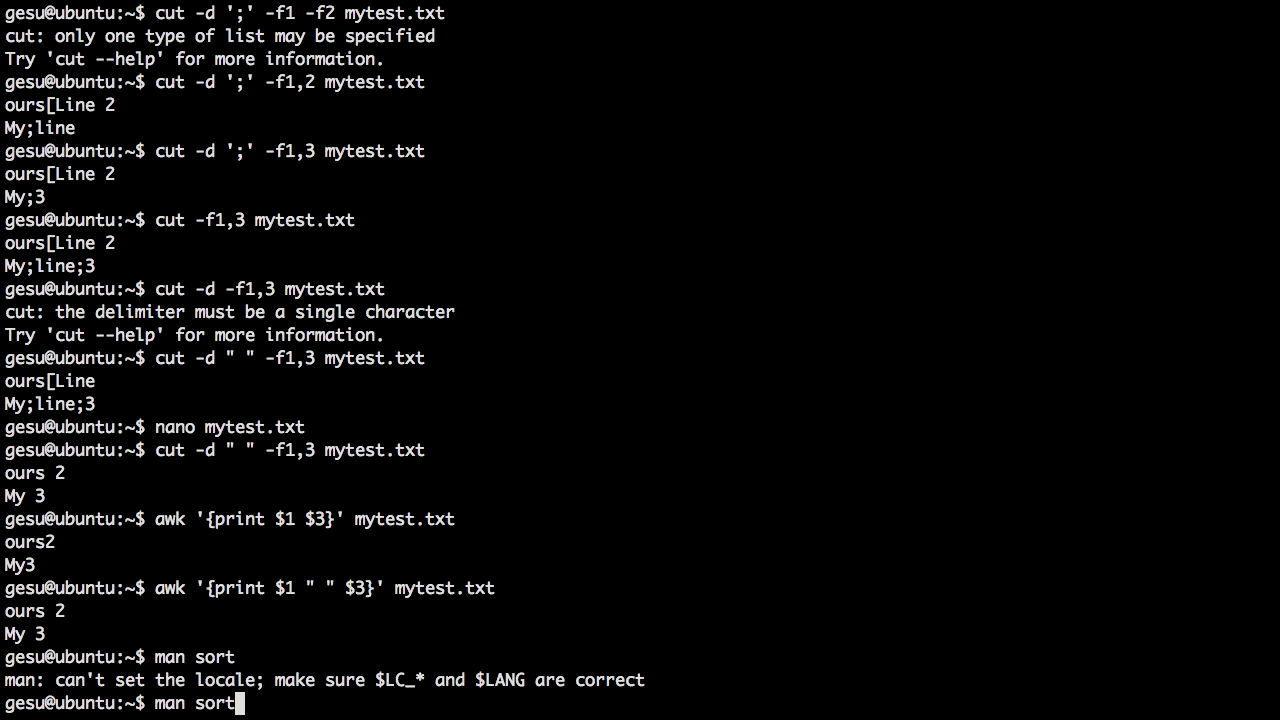 gesu@ubuntu:~$ cut -d ';' -f1 -f2 mytest.txt
cut: only one type of list may be specified
Try 'cut --help' for more information.
gesu@ubuntu:~$ cut -d ';' -f1,2 mytest.txt
ours[Line 2
My;line
gesu@ubuntu:~$ cut -d ';' -f1,3 mytest.txt
ours[Line 2
My;3
gesu@ubuntu:~$ cut -f1,3 mytest.txt
ours[Line 2
My;line;3
gesu@ubuntu:~$ cut -d -f1,3 mytest.txt
cut: the delimiter must be a single character
Try 'cut --help' for more information.
gesu@ubuntu:~$ cut -d " " -f1,3 mytest.txt
ours[Line
My;line;3
gesu@ubuntu:~$ nano mytest.txt
gesu@ubuntu:~$ cut -d " " -f1,3 mytest.txt
ours 2
My 3
gesu@ubuntu:~$ awk '{print $1 $3}' mytest.txt
ours2
My3
gesu@ubuntu:~$ awk '{print $1 " " $3}' mytest.txt
ours 2
My 3
gesu@ubuntu:~$ man sort
man: can't set the locale; make sure $LC_* and $LANG are correct
gesu@ubuntu:~$ man sort